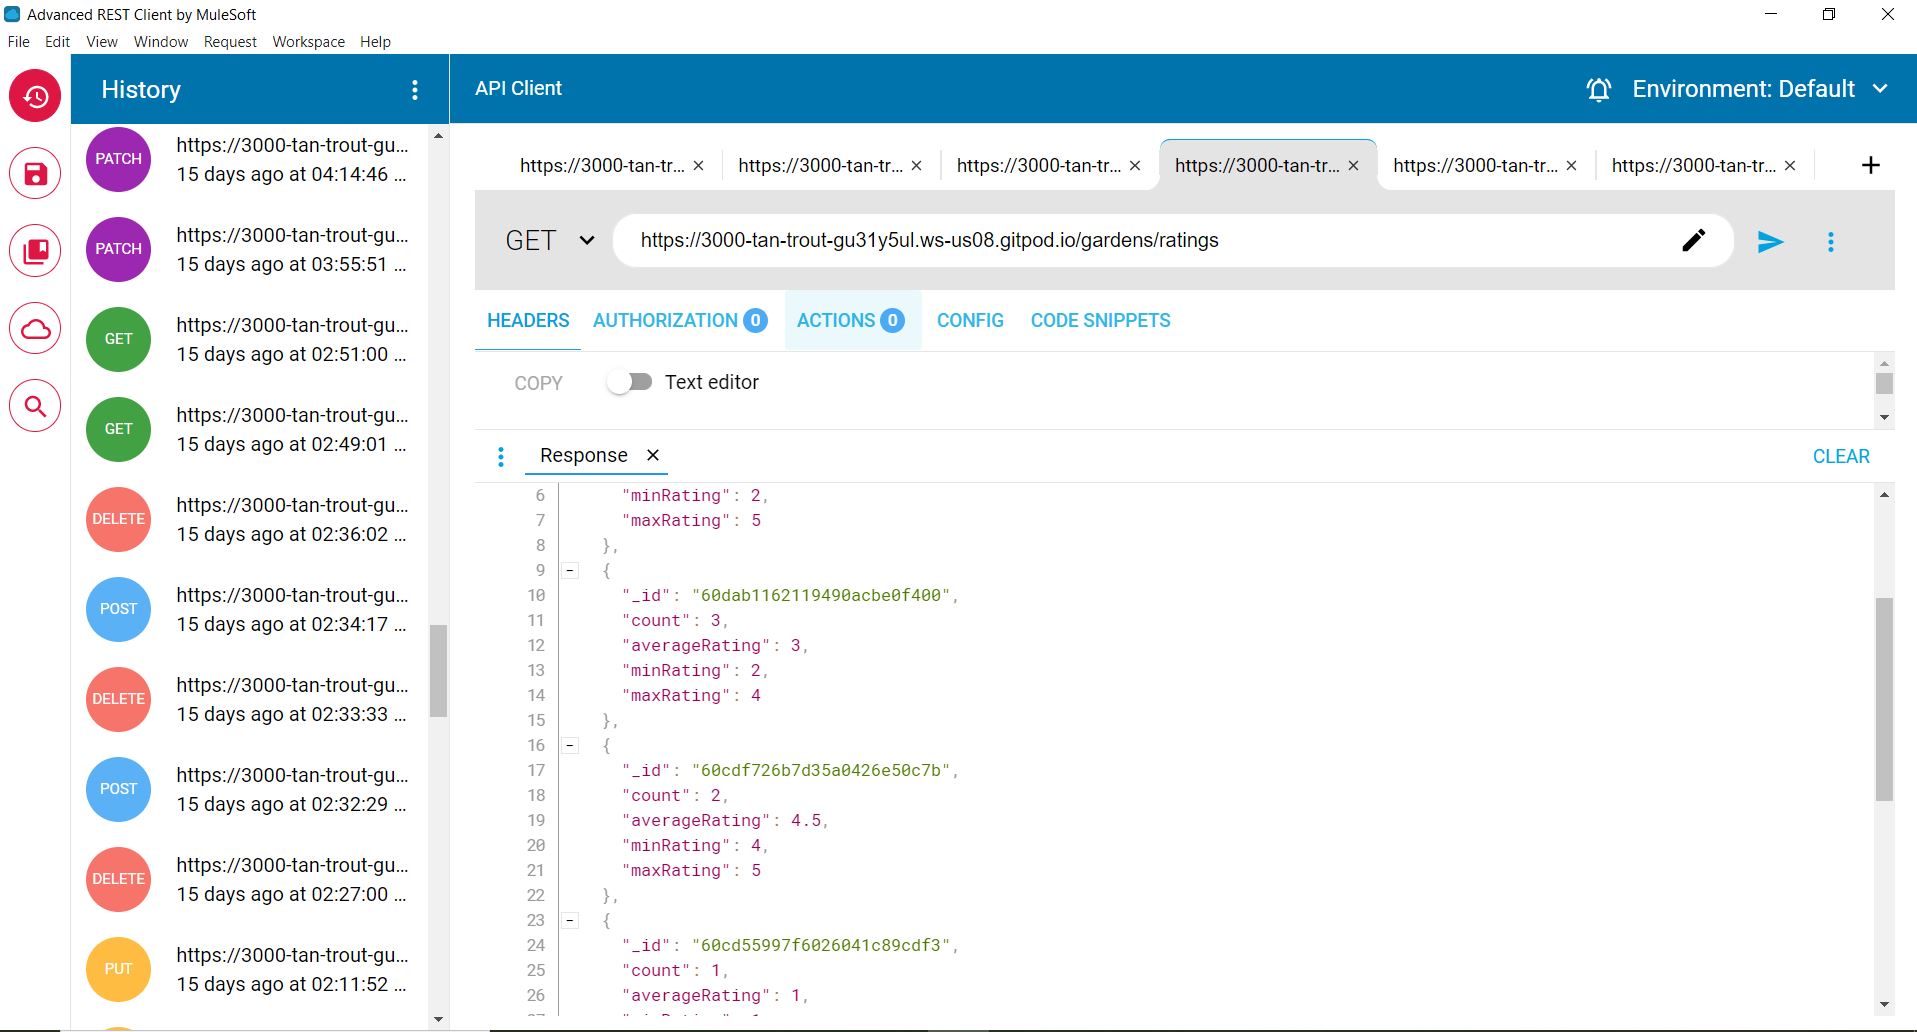 Advanced REST Client by MuleSoft
File Edit View Window Request Workspace Help
History
API Client
Environment: Default
PATCH
https://3000-tan-trout-gu...
15 days ago at 04:14:46 ...
PATCH
https://3000-tan-trout-gu...
15 days ago at 03:55:51 ...
GET
https://3000-tan-trout-gu...
15 days ago at 02:51:00 ...
GET
https://3000-tan-trout-gu...
15 days ago at 02:49:01 ...
DELETE
https://3000-tan-trout-gu...
15 days ago at 02:36:02 ...
POST
https://3000-tan-trout-gu...
15 days ago at 02:34:17 ...
DELETE
https://3000-tan-trout-gu...
15 days ago at 02:33:33 ...
POST
https://3000-tan-trout-gu...
15 days ago at 02:32:29 ...
DELETE
https://3000-tan-trout-gu...
15 days ago at 02:27:00 ...
PUT
https://3000-tan-trout-gu...
15 days ago at 02:11:52 ...
https://3000-tan-tr... × https://3000-tan-tr... × https://3000-tan-tr... × https://3000-tan-tr... × https://3000-tan-tr... × https://3000-tan-tr... × +
GET https://3000-tan-trout-gu31y5ul.ws-us08.gitpod.io/gardens/ratings
HEADERS AUTHORIZATION 0 ACTIONS 0 CONFIG CODE SNIPPETS
COPY Text editor
Response × CLEAR
6 "minRating": 2,
7 "maxRating": 5
8 },
9 - {
10 "_id": "60dab1162119490acbe0f400",
11 "count": 3,
12 "averageRating": 3,
13 "minRating": 2,
14 "maxRating": 4
15 },
16 - {
17 "_id": "60cdf726b7d35a0426e50c7b",
18 "count": 2,
19 "averageRating": 4.5,
20 "minRating": 4,
21 "maxRating": 5
22 },
23 - {
24 "_id": "60cd55997f6026041c89cdf3",
25 "count": 1,
26 "averageRating": 1,